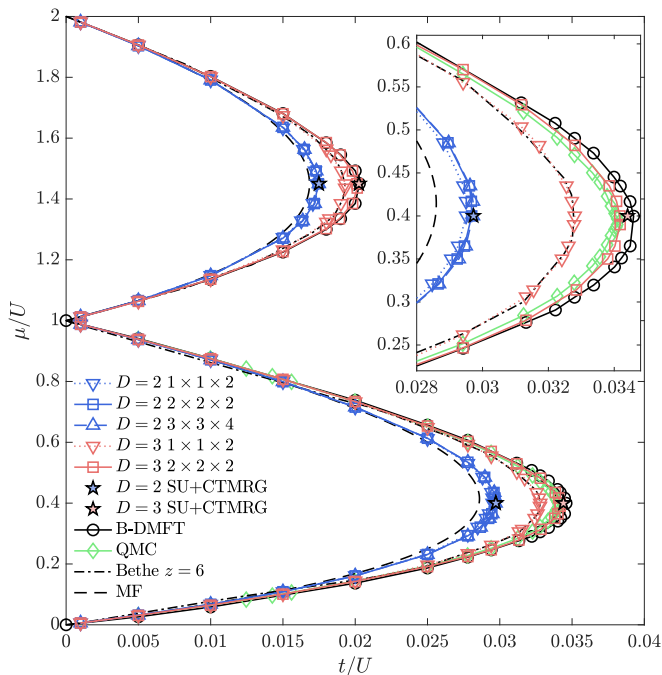 2
1.8
1.6
1.4
1.2
1
0.8
0.6
0.4
0.2
0
μ/U
0 0.005 0.01 0.015 0.02 0.025 0.03 0.035 0.04
t/U
D = 2 1 × 1 × 2
D = 2 2 × 2 × 2
D = 2 3 × 3 × 4
D = 3 1 × 1 × 2
D = 3 2 × 2 × 2
D = 2 SU+CTMRG
D = 3 SU+CTMRG
B-DMFT
QMC
Bethe z = 6
MF
0.6
0.55
0.5
0.45
0.4
0.35
0.3
0.25
0.028 0.03 0.032 0.034